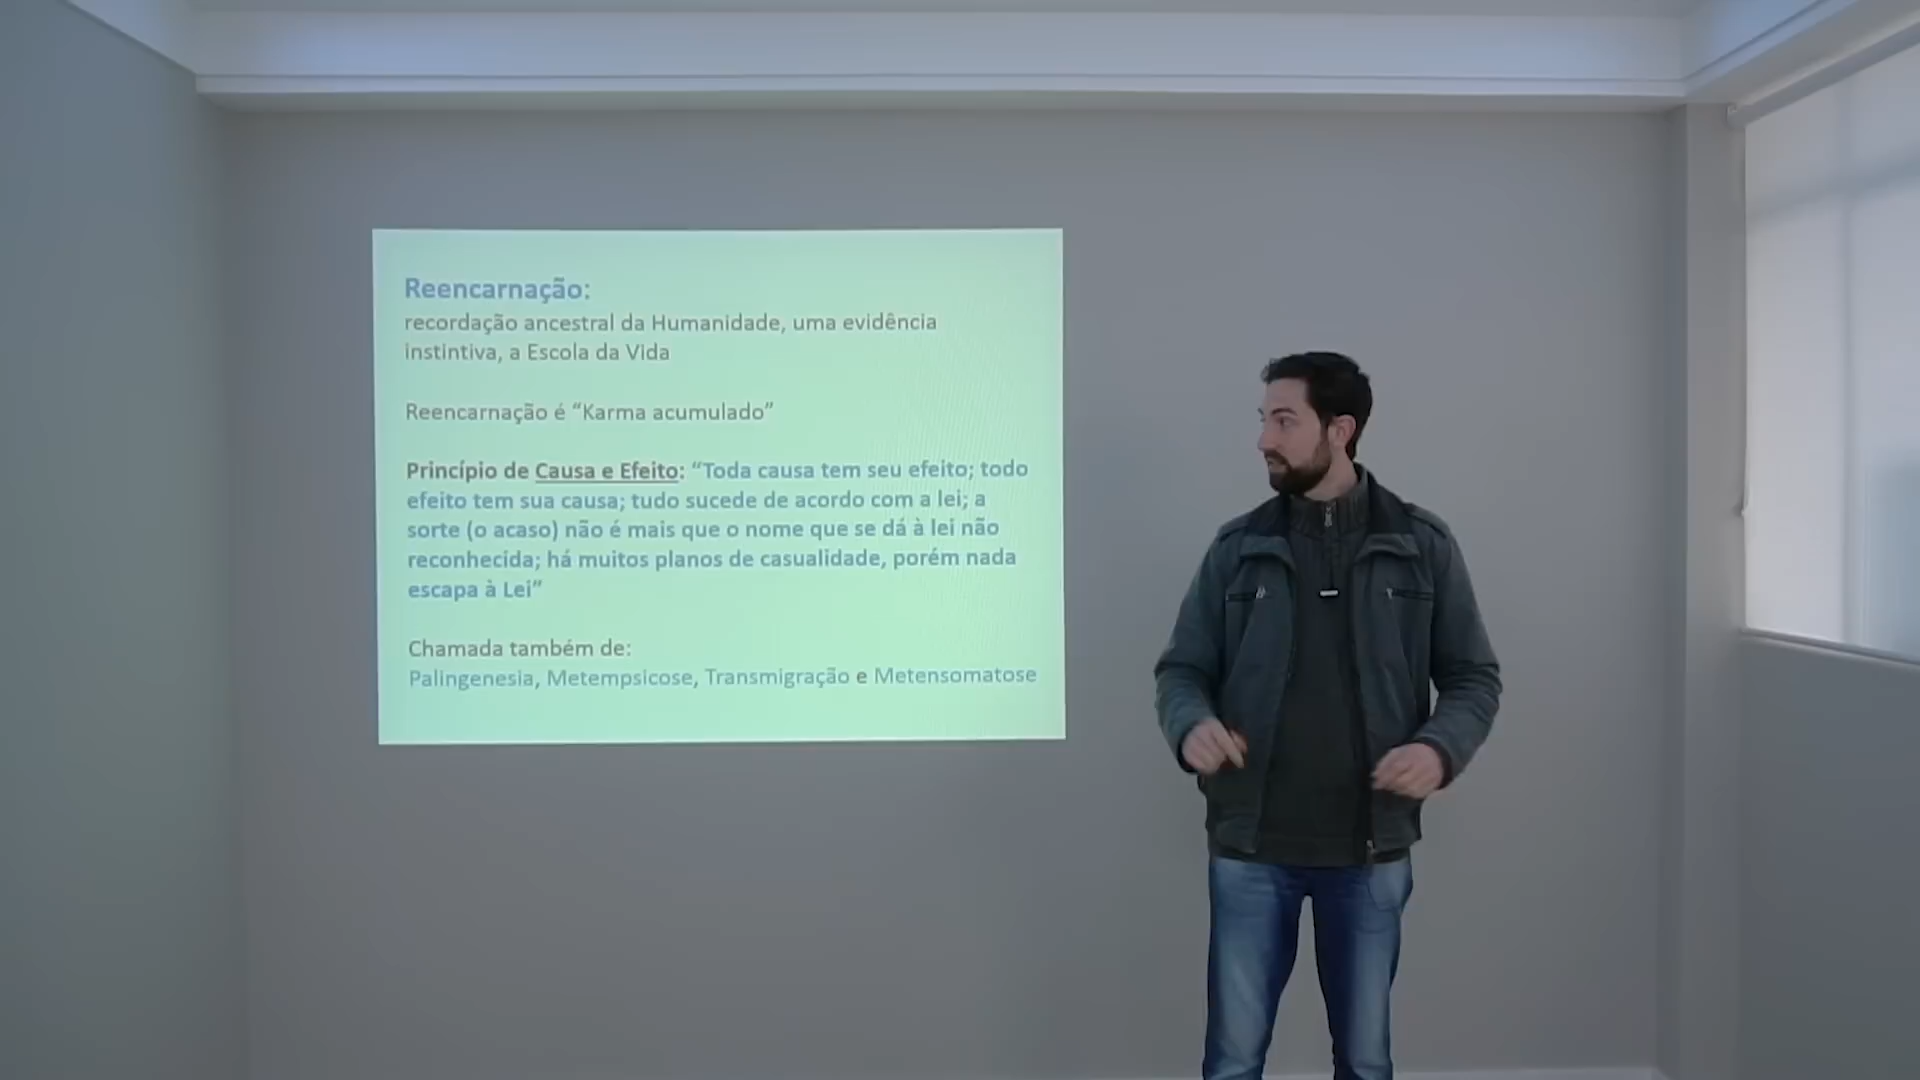 Reencarnação:
recordação ancestral da Humanidade, uma evidência
instintiva, a Escola da Vida
Reencarnação é “Karma acumulado”
Princípio de Causa e Efeito: “Toda causa tem seu efeito; todo
efeito tem sua causa; tudo sucede de acordo com a lei; a
sorte (o acaso) não é mais que o nome que se dá à lei não
reconhecida; há muitos planos de casualidade, porém nada
escapa à Lei”
Chamada também de:
Palingenesia, Metempsicose, Transmigração e Metensomatose